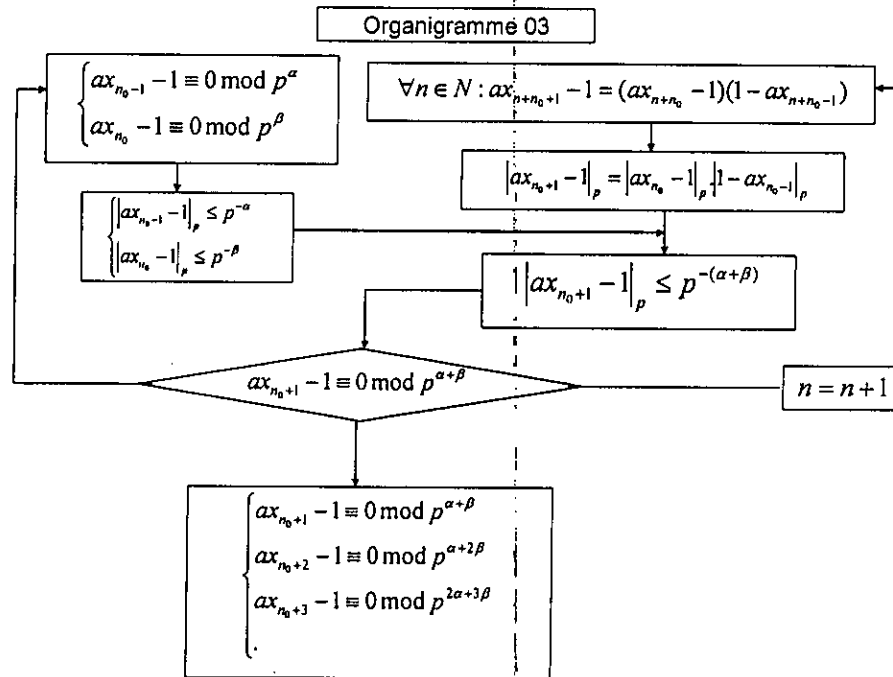 Organigramme 03
{ax_{n_0-1} − 1 ≡ 0 mod p^α
ax_{n_0} − 1 ≡ 0 mod p^β
∀n ∈ N : ax_{n+n_0+1} − 1 = (ax_{n+n_0} − 1)(1 − ax_{n+n_0-1})
|ax_{n_0+1} − 1|_p = |ax_{n_0} − 1|_p .|1 − ax_{n_0-1}|_p
{|ax_{n_0-1} − 1|_p ≤ p^{-α}
|ax_{n_0} − 1|_p ≤ p^{-β}
|ax_{n_0+1} − 1|_p ≤ p^{-(α+β)}
ax_{n_0+1} − 1 ≡ 0 mod p^{α+β}
n = n + 1
{ax_{n_0+1} − 1 ≡ 0 mod p^{α+β}
ax_{n_0+2} − 1 ≡ 0 mod p^{α+2β}
ax_{n_0+3} − 1 ≡ 0 mod p^{2α+3β}
.